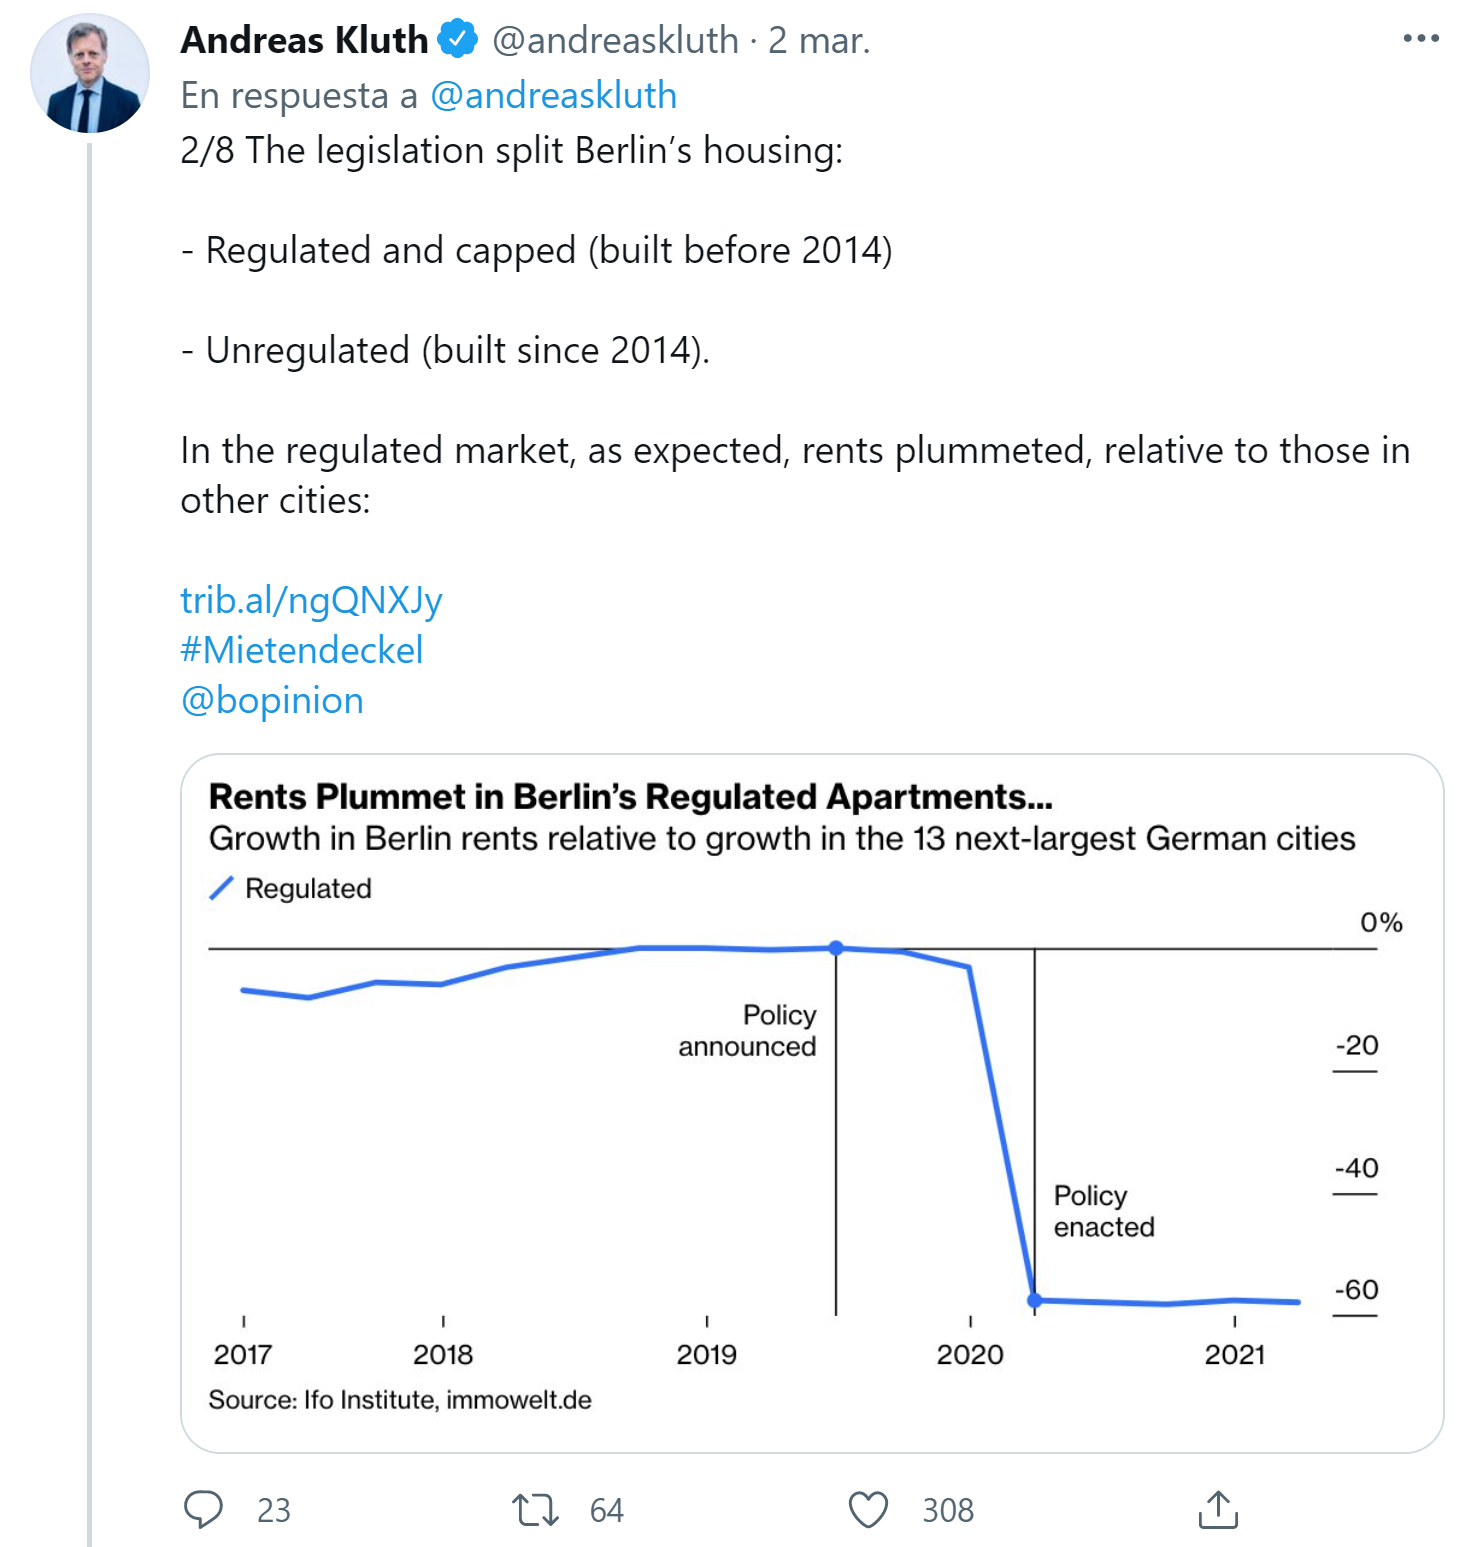 Andreas Kluth @andreaskluth · 2 mar.
En respuesta a @andreaskluth
2/8 The legislation split Berlin’s housing:
- Regulated and capped (built before 2014)
- Unregulated (built since 2014).
In the regulated market, as expected, rents plummeted, relative to those in
other cities:
trib.al/ngQNXJy
#Mietendeckel
@bopinion
Rents Plummet in Berlin’s Regulated Apartments...
Growth in Berlin rents relative to growth in the 13 next-largest German cities
Regulated
0%
Policy
announced
-20
-40
Policy
enacted
-60
2017 2018 2019 2020 2021
Source: Ifo Institute, immowelt.de
23 64 308